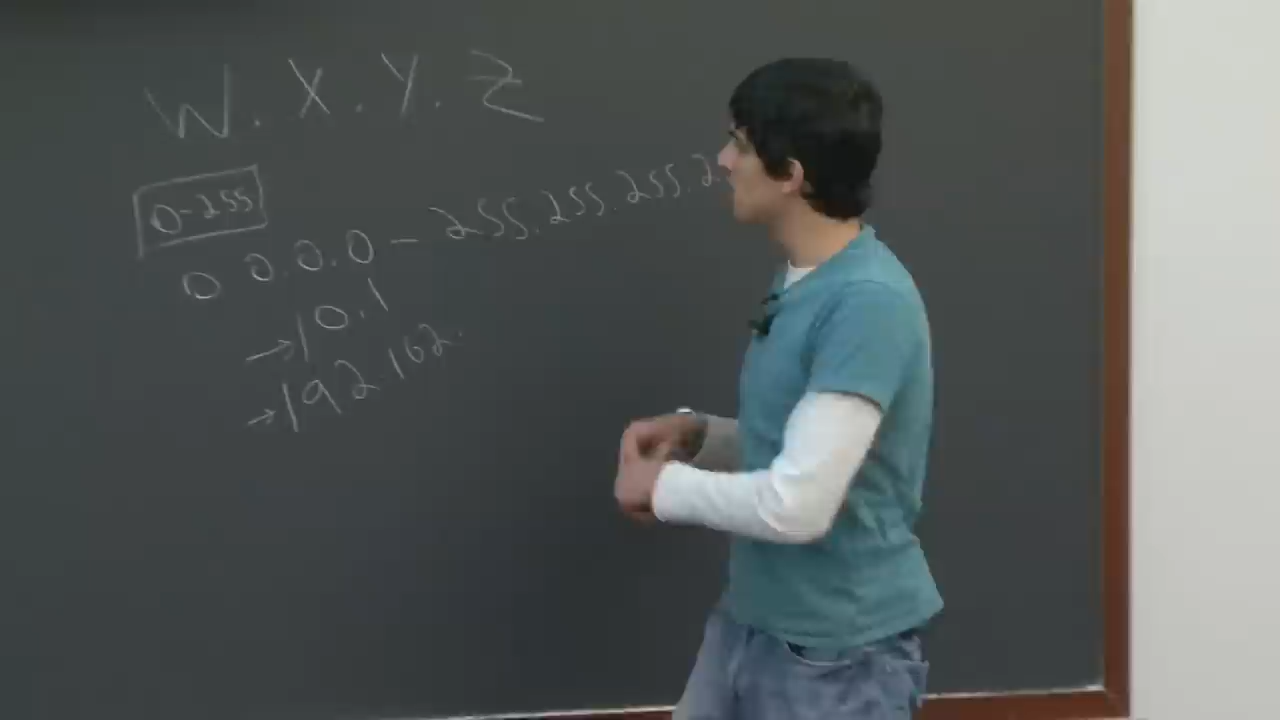 W. X. Y. Z
0-255
0 0.0.0 - 255.255.255.2
→10.1
→192.162.